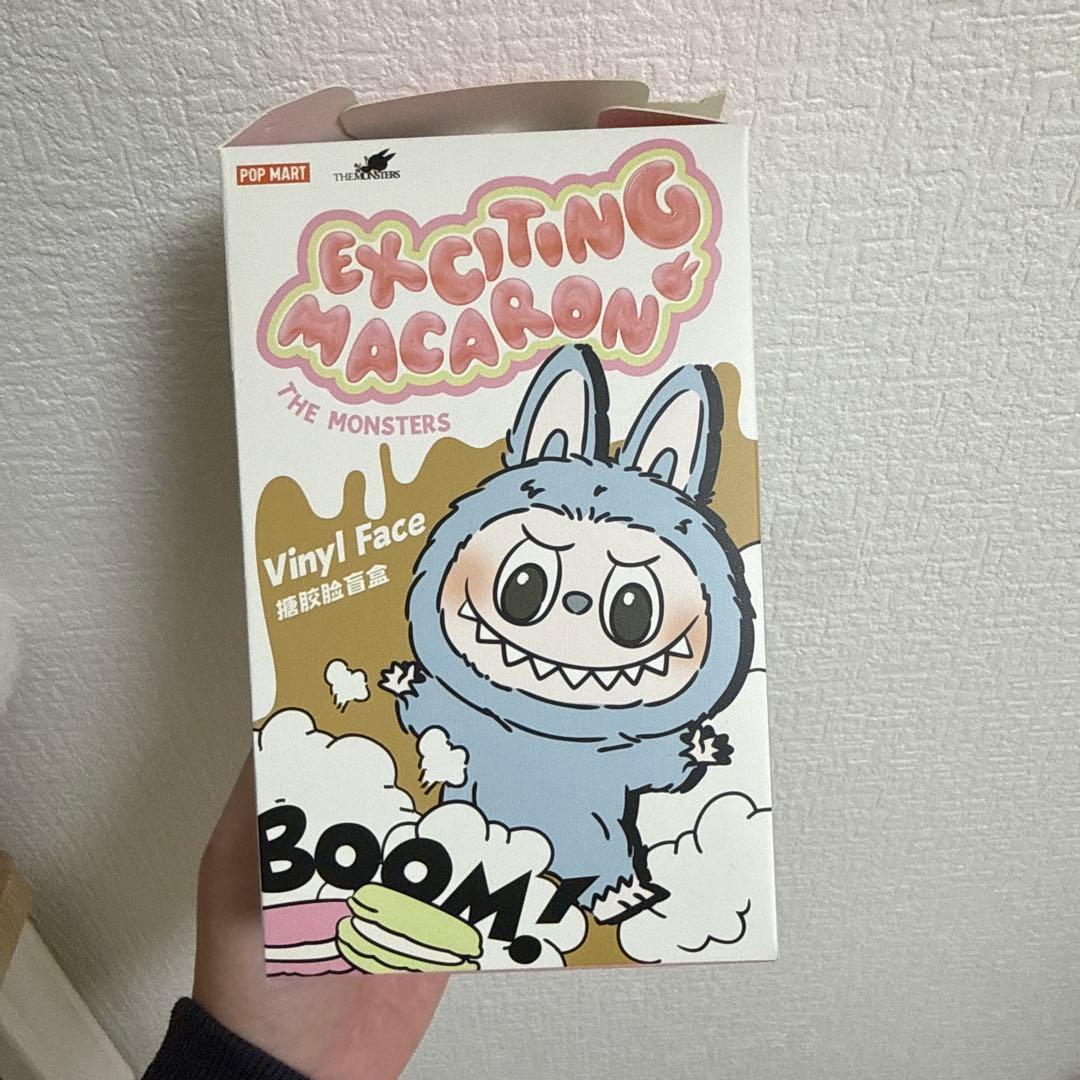 POP MART
THE MONSTERS
EXCITING
MACARON
THE MONSTERS
Vinyl Face
搪胶脸盲盒
BOOM!